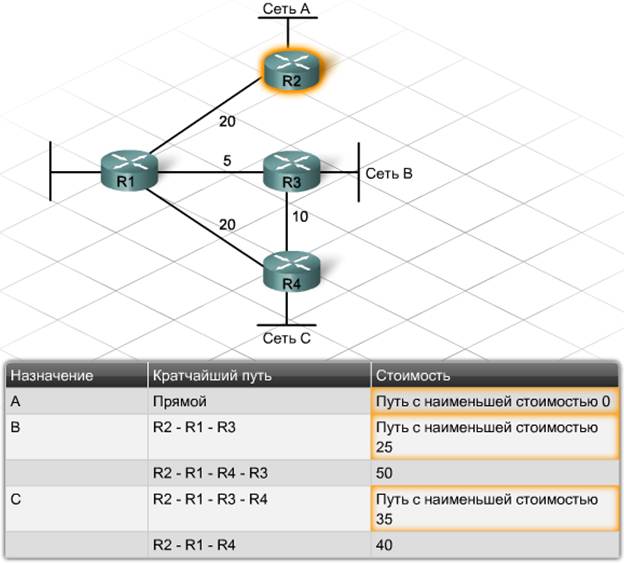 Сеть A
R2
20
5
R1
R3
Сеть B
20
10
R4
Сеть C
Назначение Кратчайший путь Стоимость
A Прямой Путь с наименьшей стоимостью 0
B R2 - R1 - R3 Путь с наименьшей стоимостью
25
R2 - R1 - R4 - R3 50
C R2 - R1 - R3 - R4 Путь с наименьшей стоимостью
35
R2 - R1 - R4 40